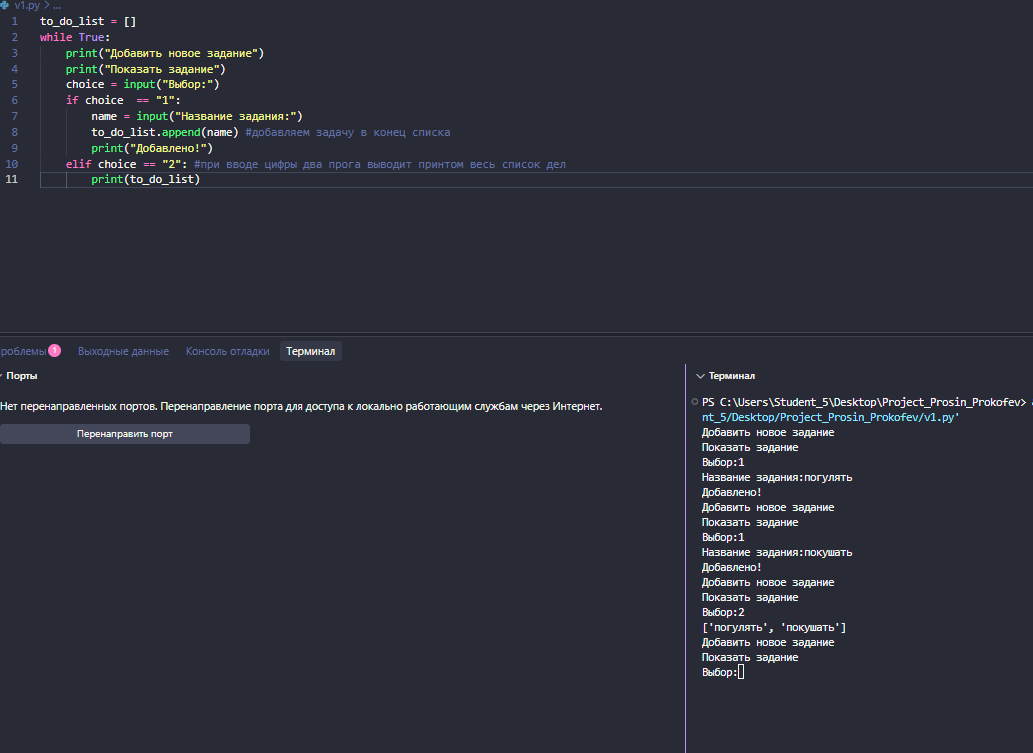 v1.py > ...
1 to_do_list = []
2 while True:
3 print("Добавить новое задание")
4 print("Показать задание")
5 choice = input("Выбор:")
6 if choice  == "1":
7 name = input("Название задания:")
8 to_do_list.append(name) #добавляем задачу в конец списка
9 print("Добавлено!")
10 elif choice == "2": #при вводе цифры два прога выводит принтом весь список дел
11 print(to_do_list)
роблемы 1 Выходные данные Консоль отладки Терминал
Порты
Нет перенаправленных портов. Перенаправление порта для доступа к локально работающим службам через Интернет.
Перенаправить порт
Терминал
PS C:\Users\Student_5\Desktop\Project_Prosin_Prokofev>
nt_5/Desktop/Project_Prosin_Prokofev/v1.py'
Добавить новое задание
Показать задание
Выбор:1
Название задания:погулять
Добавлено!
Добавить новое задание
Показать задание
Выбор:1
Название задания:покушать
Добавлено!
Добавить новое задание
Показать задание
Выбор:2
['погулять', 'покушать']
Добавить новое задание
Показать задание
Выбор: